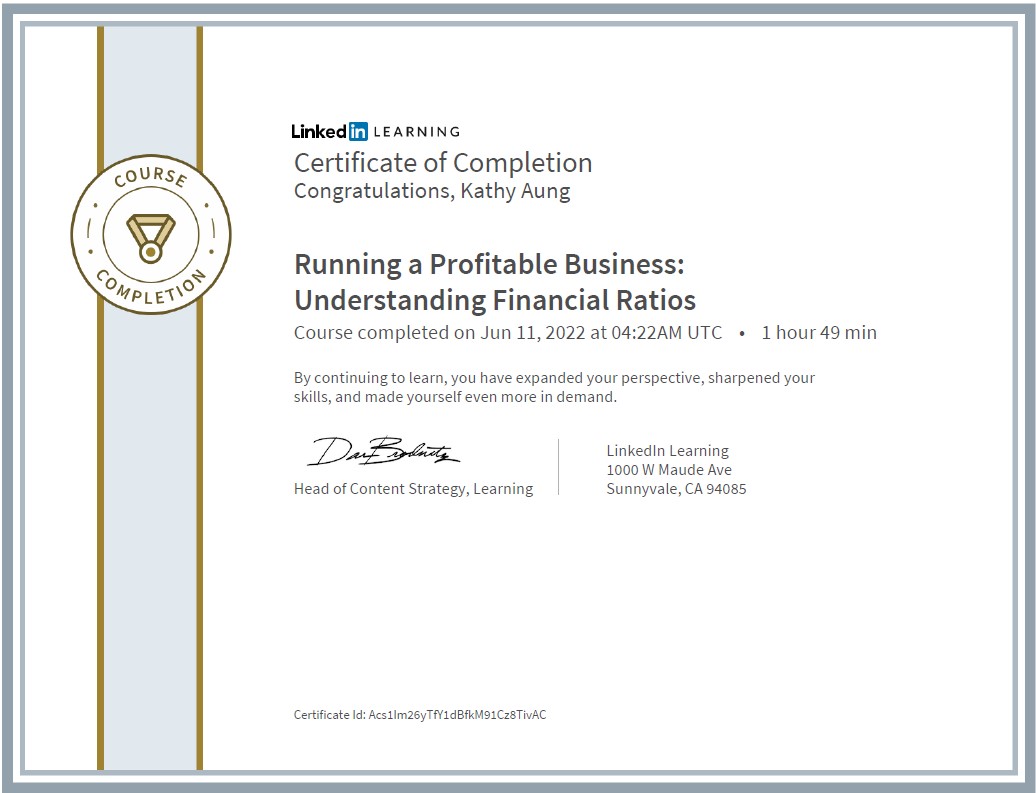 COURSE
COMPLETION
Linked in LEARNING
Certificate of Completion
Congratulations, Kathy Aung
Running a Profitable Business:
Understanding Financial Ratios
Course completed on Jun 11, 2022 at 04:22AM UTC • 1 hour 49 min
By continuing to learn, you have expanded your perspective, sharpened your
skills, and made yourself even more in demand.
Head of Content Strategy, Learning
LinkedIn Learning
1000 W Maude Ave
Sunnyvale, CA 94085
Certificate Id: Acs1Im26yTfY1dBfkM91Cz8TivAC